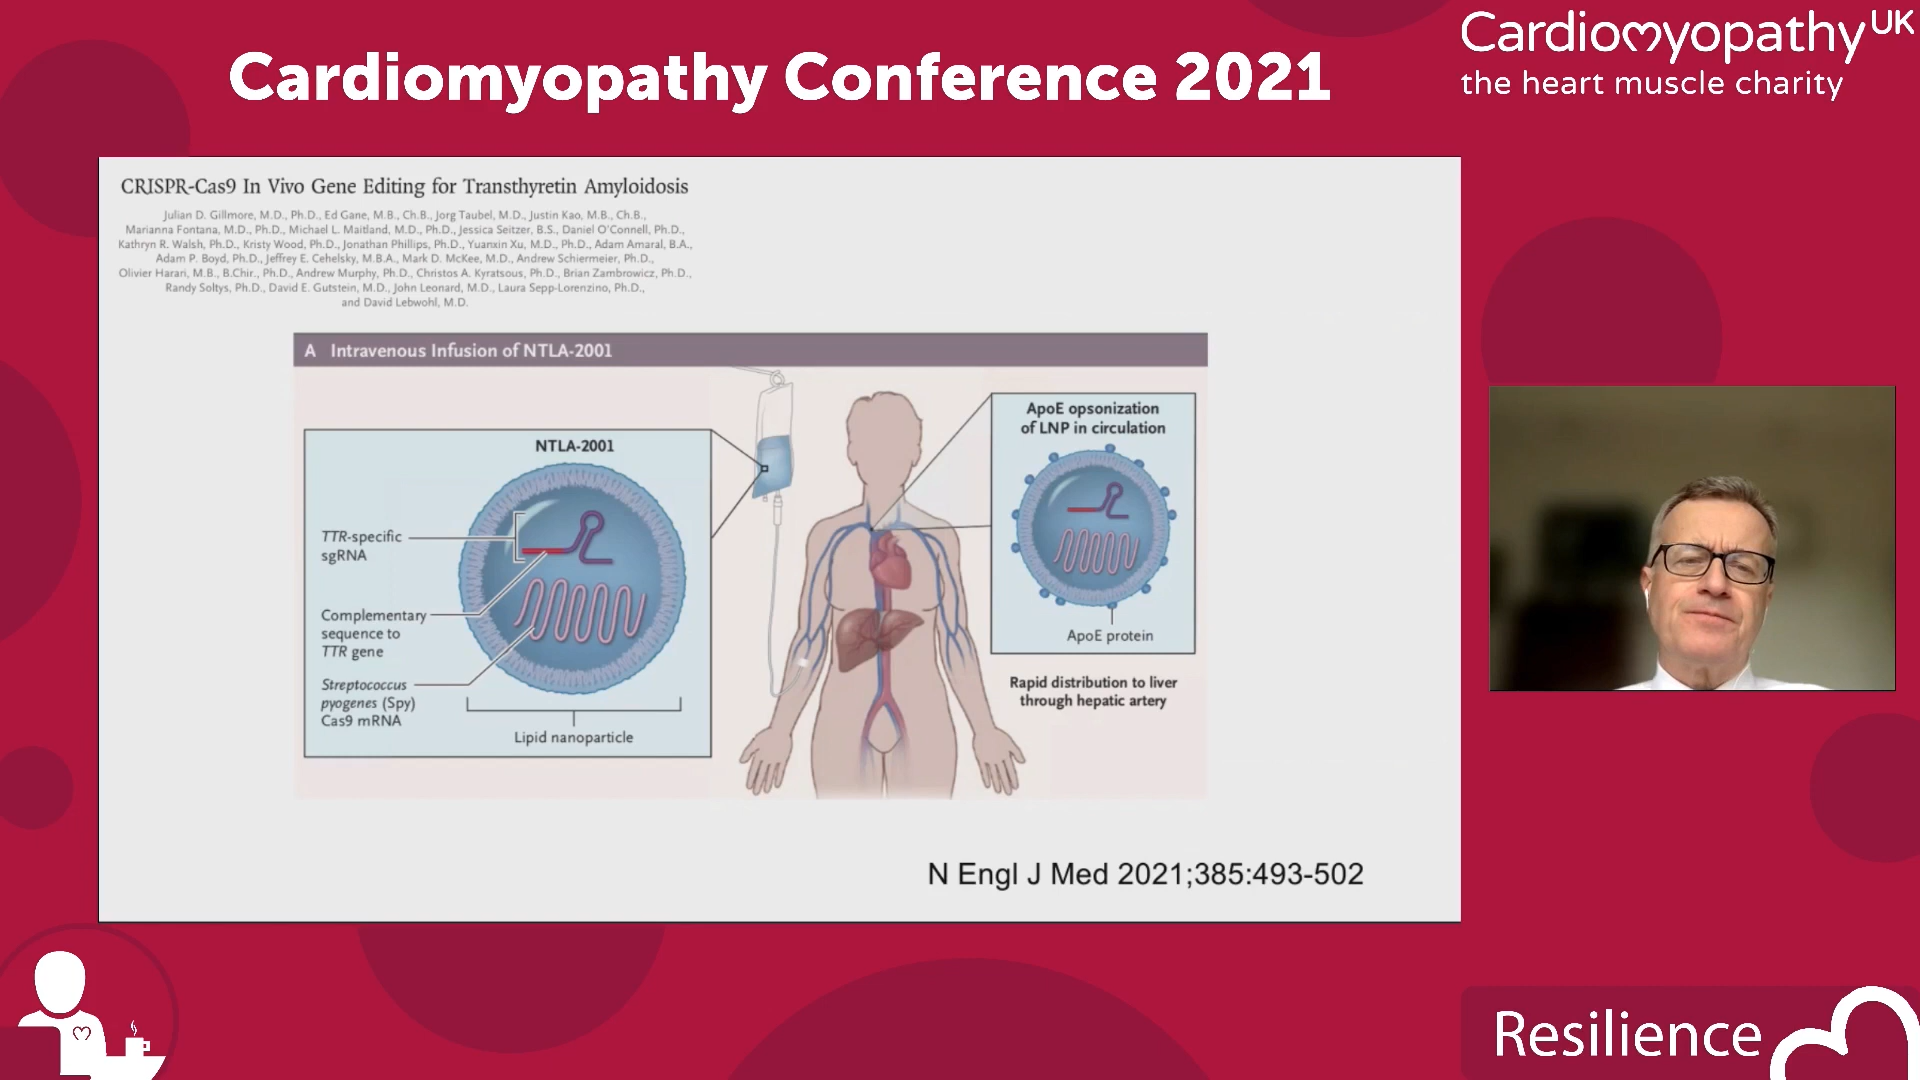 Cardiomyopathy Conference 2021
Cardiomyopathy UK
the heart muscle charity
CRISPR-Cas9 In Vivo Gene Editing for Transthyretin Amyloidosis
Julian D. Gillmore, M.D., Ph.D., Ed Gane, M.B., Ch.B., Jorg Taubel, M.D., Justin Kao, M.B., Ch.B.,
Marianna Fontana, M.D., Ph.D., Michael L. Maitland, M.D., Ph.D., Jessica Seitzer, B.S., Daniel O'Connell, Ph.D.,
Kathryn R. Walsh, Ph.D., Kristy Wood, Ph.D., Jonathan Phillips, Ph.D., Yuanxin Xu, M.D., Ph.D., Adam Amaral, B.A.,
Adam P. Boyd, Ph.D., Jeffrey E. Cehelsky, M.B.A., Mark D. McKee, M.D., Andrew Schiermeier, Ph.D.,
Olivier Harari, M.B., B.Chir., Ph.D., Andrew Murphy, Ph.D., Christos A. Kyratsous, Ph.D., Brian Zambrowicz, Ph.D.,
Randy Soltys, Ph.D., David E. Gutstein, M.D., John Leonard, M.D., Laura Sepp-Lorenzino, Ph.D.,
and David Lebwohl, M.D.
A Intravenous Infusion of NTLA-2001
NTLA-2001
TTR-specific
sgRNA
Complementary
sequence to
TTR gene
Streptococcus
pyogenes (Spy)
Cas9 mRNA
Lipid nanoparticle
ApoE opsonization
of LNP in circulation
ApoE protein
Rapid distribution to liver
through hepatic artery
N Engl J Med 2021;385:493-502
Resilience